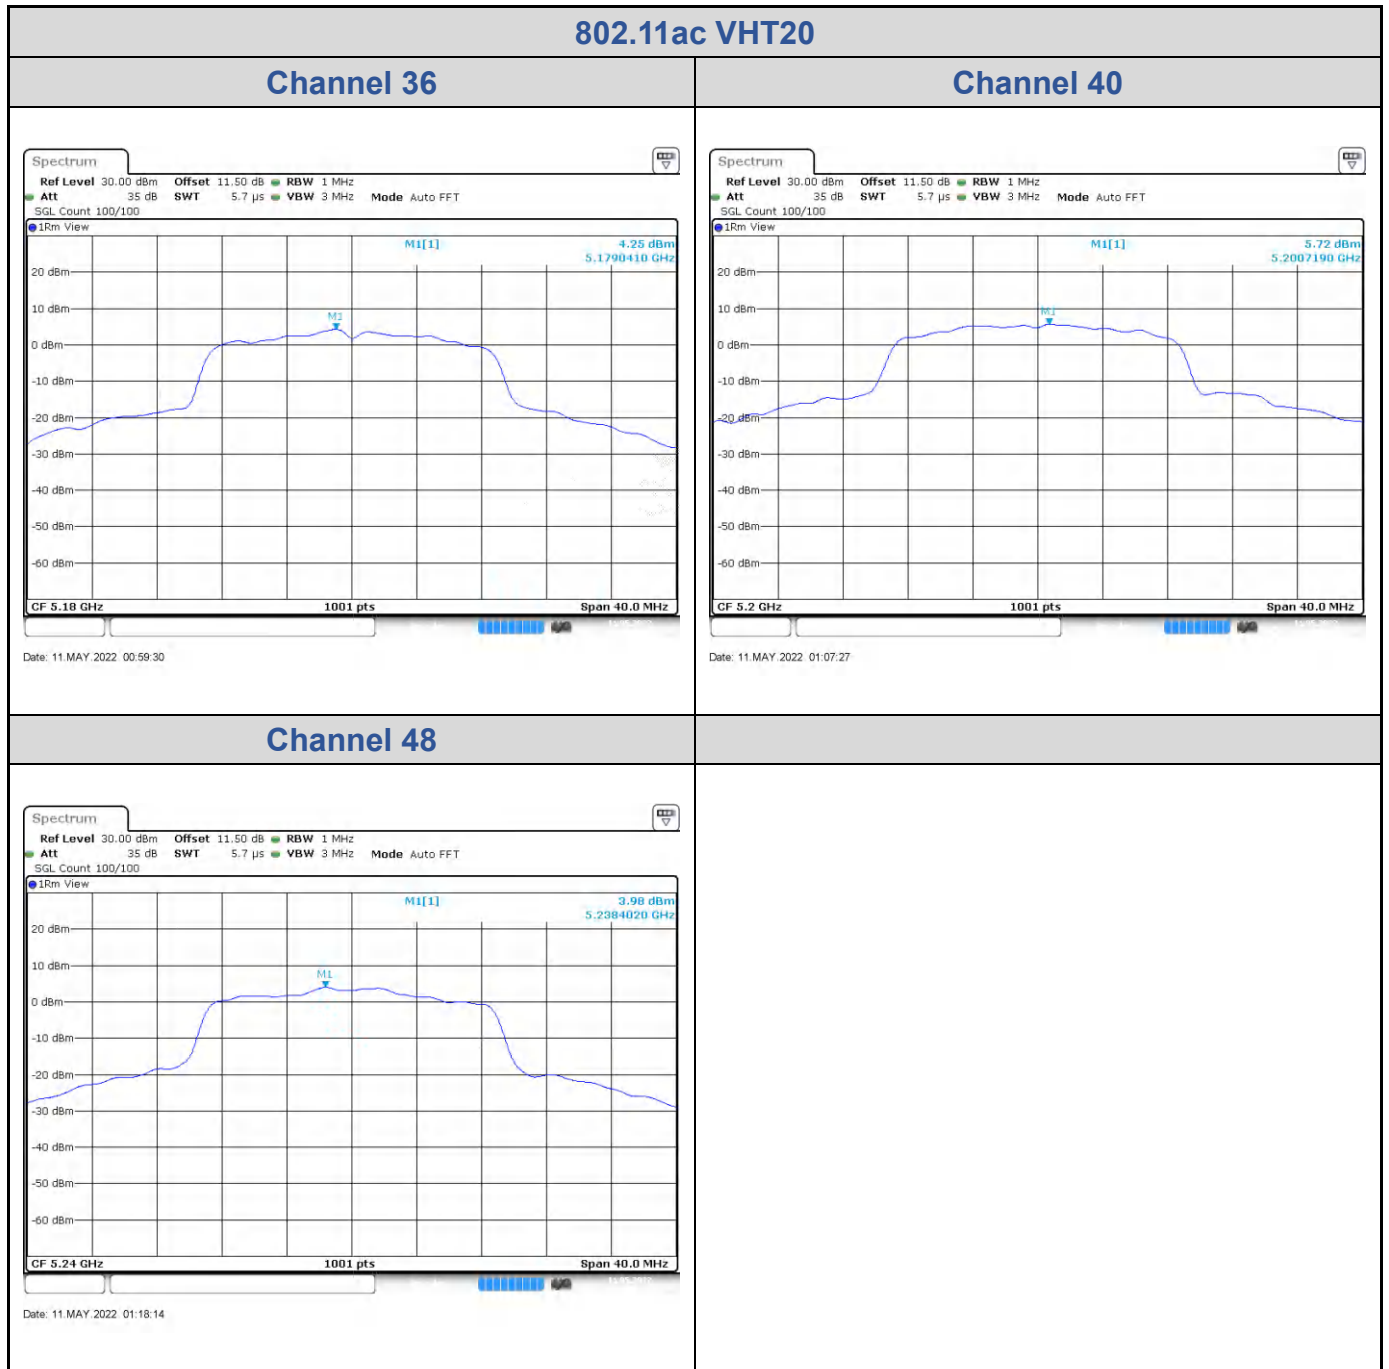 802.11ac VHT20
Channel 36
Channel 40
Spectrum
Ref Level 30.00 dBm Offset 11.50 dB RBW 1 MHz
Att 35 dB SWT 5.7 µs VBW 3 MHz Mode Auto FFT
SGL Count 100/100
1Rm View
M1[1] 4.25 dBm
5.1790410 GHz
20 dBm
10 dBm
M1
0 dBm
-10 dBm
-20 dBm
-30 dBm
-40 dBm
-50 dBm
-60 dBm
CF 5.18 GHz 1001 pts Span 40.0 MHz
Date: 11.MAY.2022 00:59:30
Spectrum
Ref Level 30.00 dBm Offset 11.50 dB RBW 1 MHz
Att 35 dB SWT 5.7 µs VBW 3 MHz Mode Auto FFT
SGL Count 100/100
1Rm View
M1[1] 5.72 dBm
5.2007190 GHz
20 dBm
10 dBm
M1
0 dBm
-10 dBm
-20 dBm
-30 dBm
-40 dBm
-50 dBm
-60 dBm
CF 5.2 GHz 1001 pts Span 40.0 MHz
Date: 11.MAY.2022 01:07:27
Channel 48
Spectrum
Ref Level 30.00 dBm Offset 11.50 dB RBW 1 MHz
Att 35 dB SWT 5.7 µs VBW 3 MHz Mode Auto FFT
SGL Count 100/100
1Rm View
M1[1] 3.98 dBm
5.2384020 GHz
20 dBm
10 dBm
M1
0 dBm
-10 dBm
-20 dBm
-30 dBm
-40 dBm
-50 dBm
-60 dBm
CF 5.24 GHz 1001 pts Span 40.0 MHz
Date: 11.MAY.2022 01:18:14